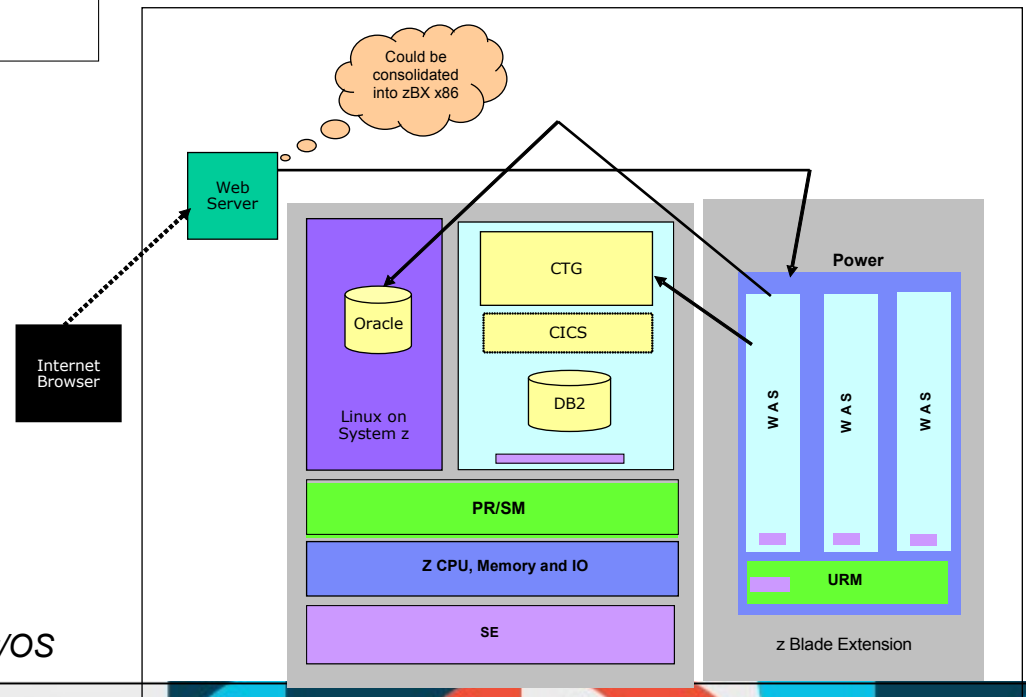 Could be
consolidated
into zBX x86
Web
Server
Internet
Browser
Oracle
Linux on
System z
CTG
CICS
DB2
PR/SM
Z CPU, Memory and IO
SE
Power
W A S
W A S
W A S
URM
z Blade Extension
/OS